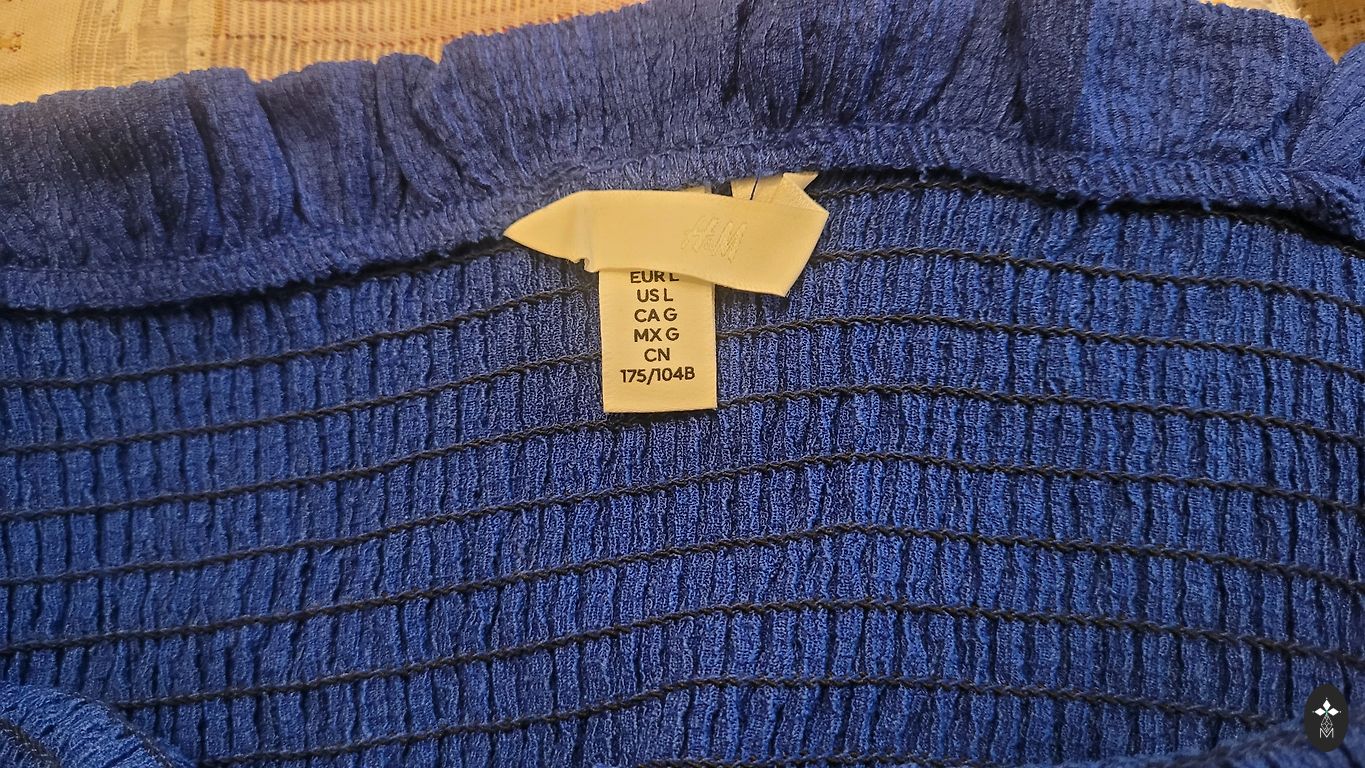 H&M
EUR L
US L
CA G
MX G
CN
175/104B
M